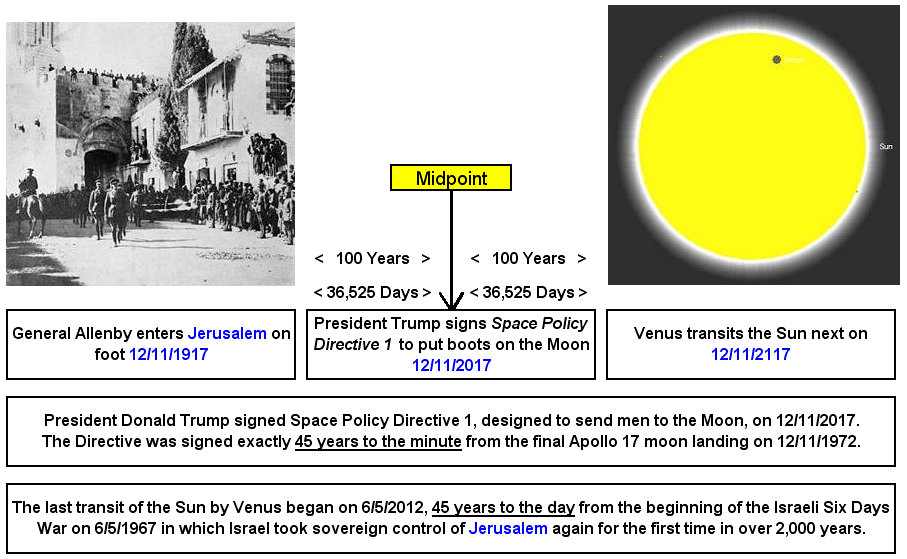 Venus
Sun
Midpoint
< 100 Years > < 100 Years >
< 36,525 Days > < 36,525 Days >
General Allenby enters Jerusalem on
foot 12/11/1917
President Trump signs Space Policy
Directive 1 to put boots on the Moon
12/11/2017
Venus transits the Sun next on
12/11/2117
President Donald Trump signed Space Policy Directive 1, designed to send men to the Moon, on 12/11/2017.
The Directive was signed exactly 45 years to the minute from the final Apollo 17 moon landing on 12/11/1972.
The last transit of the Sun by Venus began on 6/5/2012, 45 years to the day from the beginning of the Israeli Six Days
War on 6/5/1967 in which Israel took sovereign control of Jerusalem again for the first time in over 2,000 years.